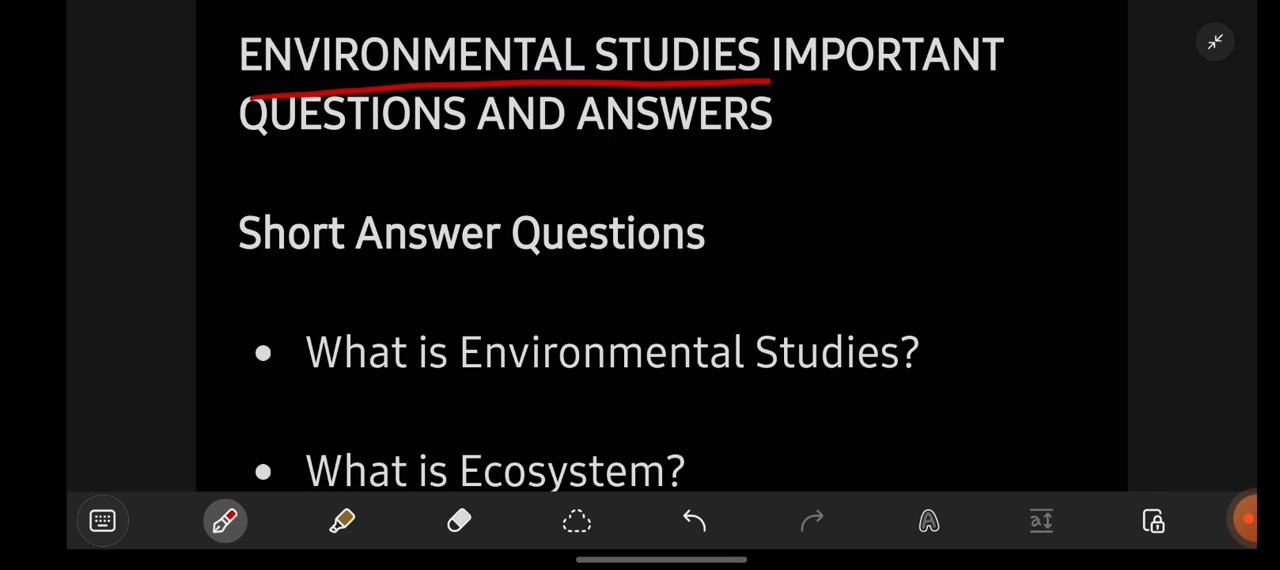 ENVIRONMENTAL STUDIES IMPORTANT
QUESTIONS AND ANSWERS
Short Answer Questions
• What is Environmental Studies?
• What is Ecosystem?